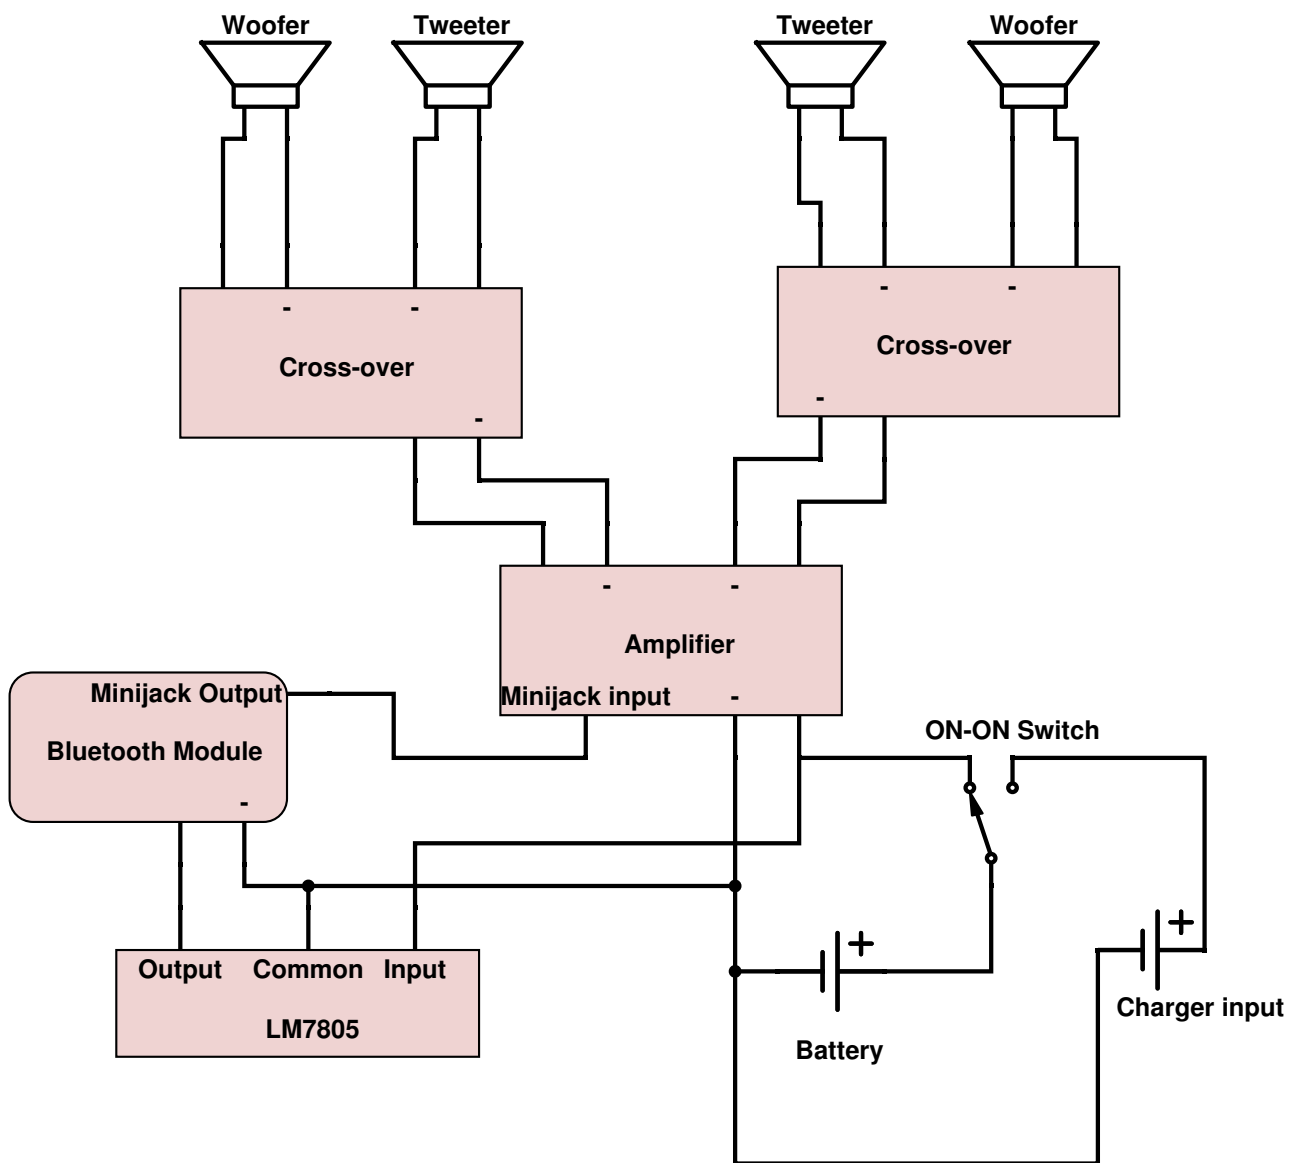 Woofer
Tweeter
Tweeter
Woofer
- -
Cross-over
-
- -
Cross-over
-
- -
Amplifier
Minijack input -
Minijack Output
Bluetooth Module
-
ON-ON Switch
Output Common Input
LM7805
+
Battery
+
Charger input